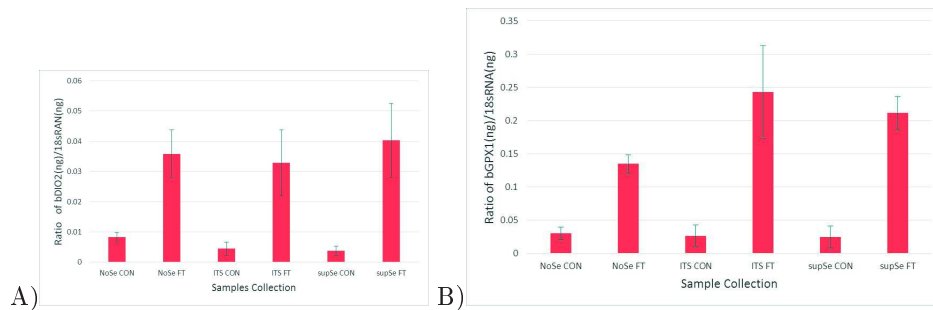 0.06
0.05
0.04
0.03
0.02
0.01
0
Ratio of bDIO2(ng)/18sRAN(ng)
NoSe CON NoSe FT ITS CON ITS FT supSe CON supSe FT
Samples Collection
A)
0.35
0.3
0.25
0.2
0.15
0.1
0.05
0
Ratio of bGPX1(ng)/18sRNA(ng)
NoSe CON NoSe FT ITS CON ITS FT supSe CON supSe FT
Sample Collection
B)